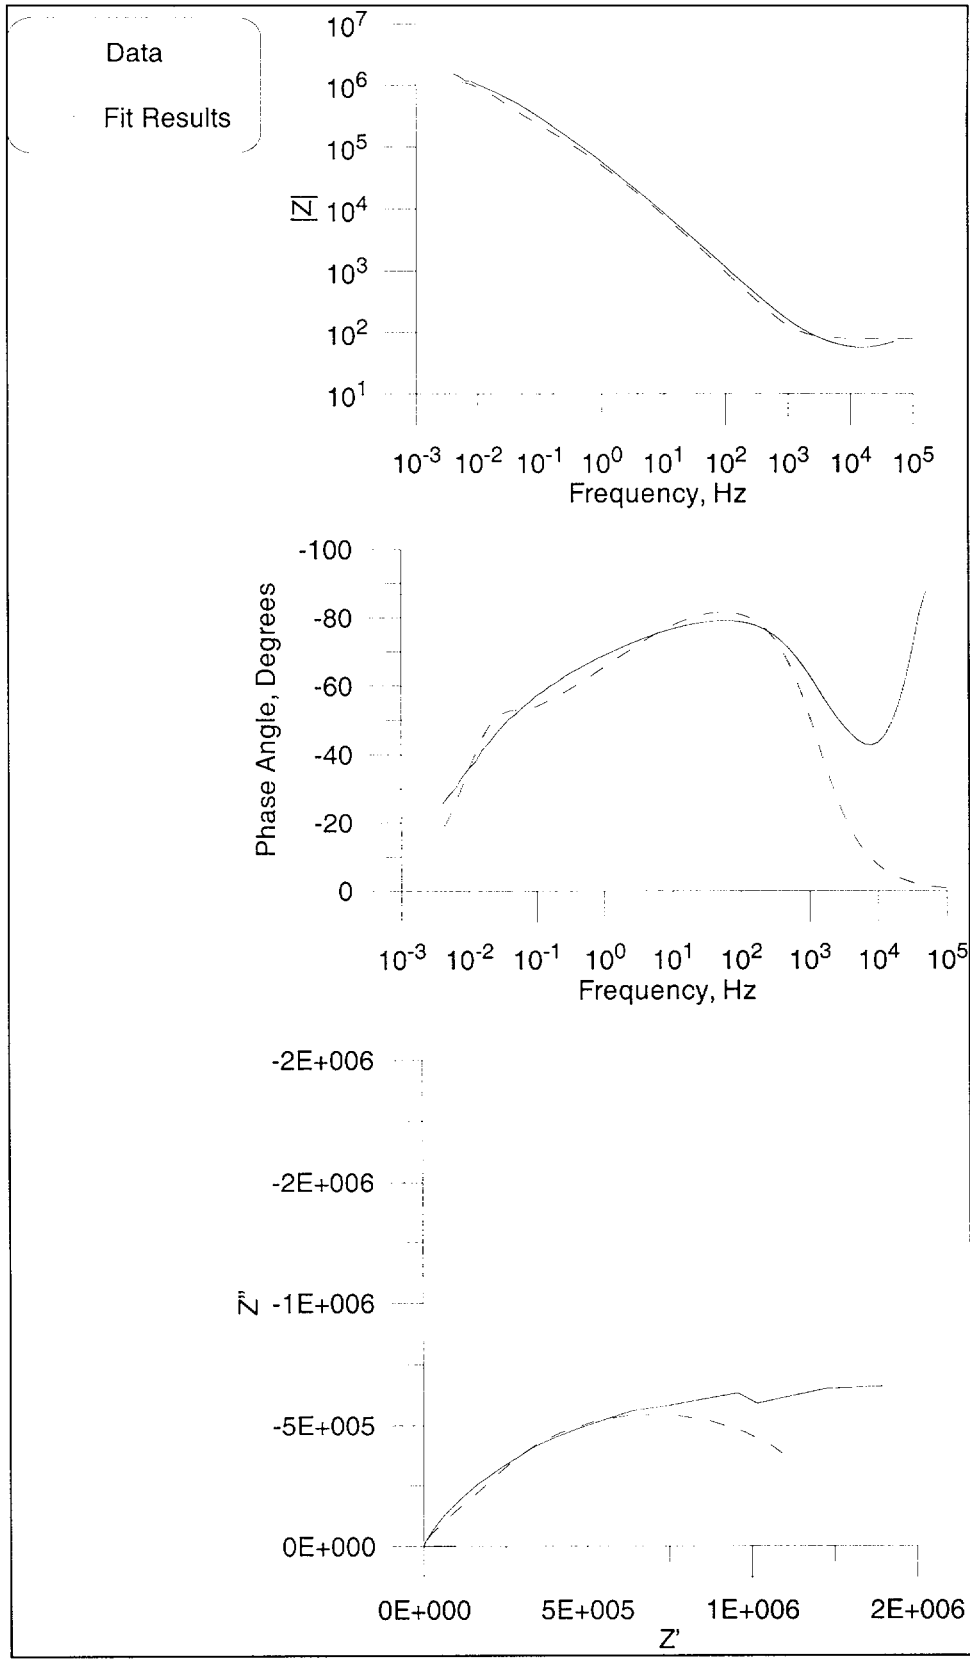 Data
Fit Results
10^7
10^6
10^5
10^4
10^3
10^2
10^1
|Z|
10^-3 10^-2 10^-1 10^0 10^1 10^2 10^3 10^4 10^5
Frequency, Hz
-100
-80
-60
-40
-20
0
Phase Angle, Degrees
10^-3 10^-2 10^-1 10^0 10^1 10^2 10^3 10^4 10^5
Frequency, Hz
-2E+006
-2E+006
-1E+006
-5E+005
0E+000
Z"
0E+000 5E+005 1E+006 2E+006
Z'